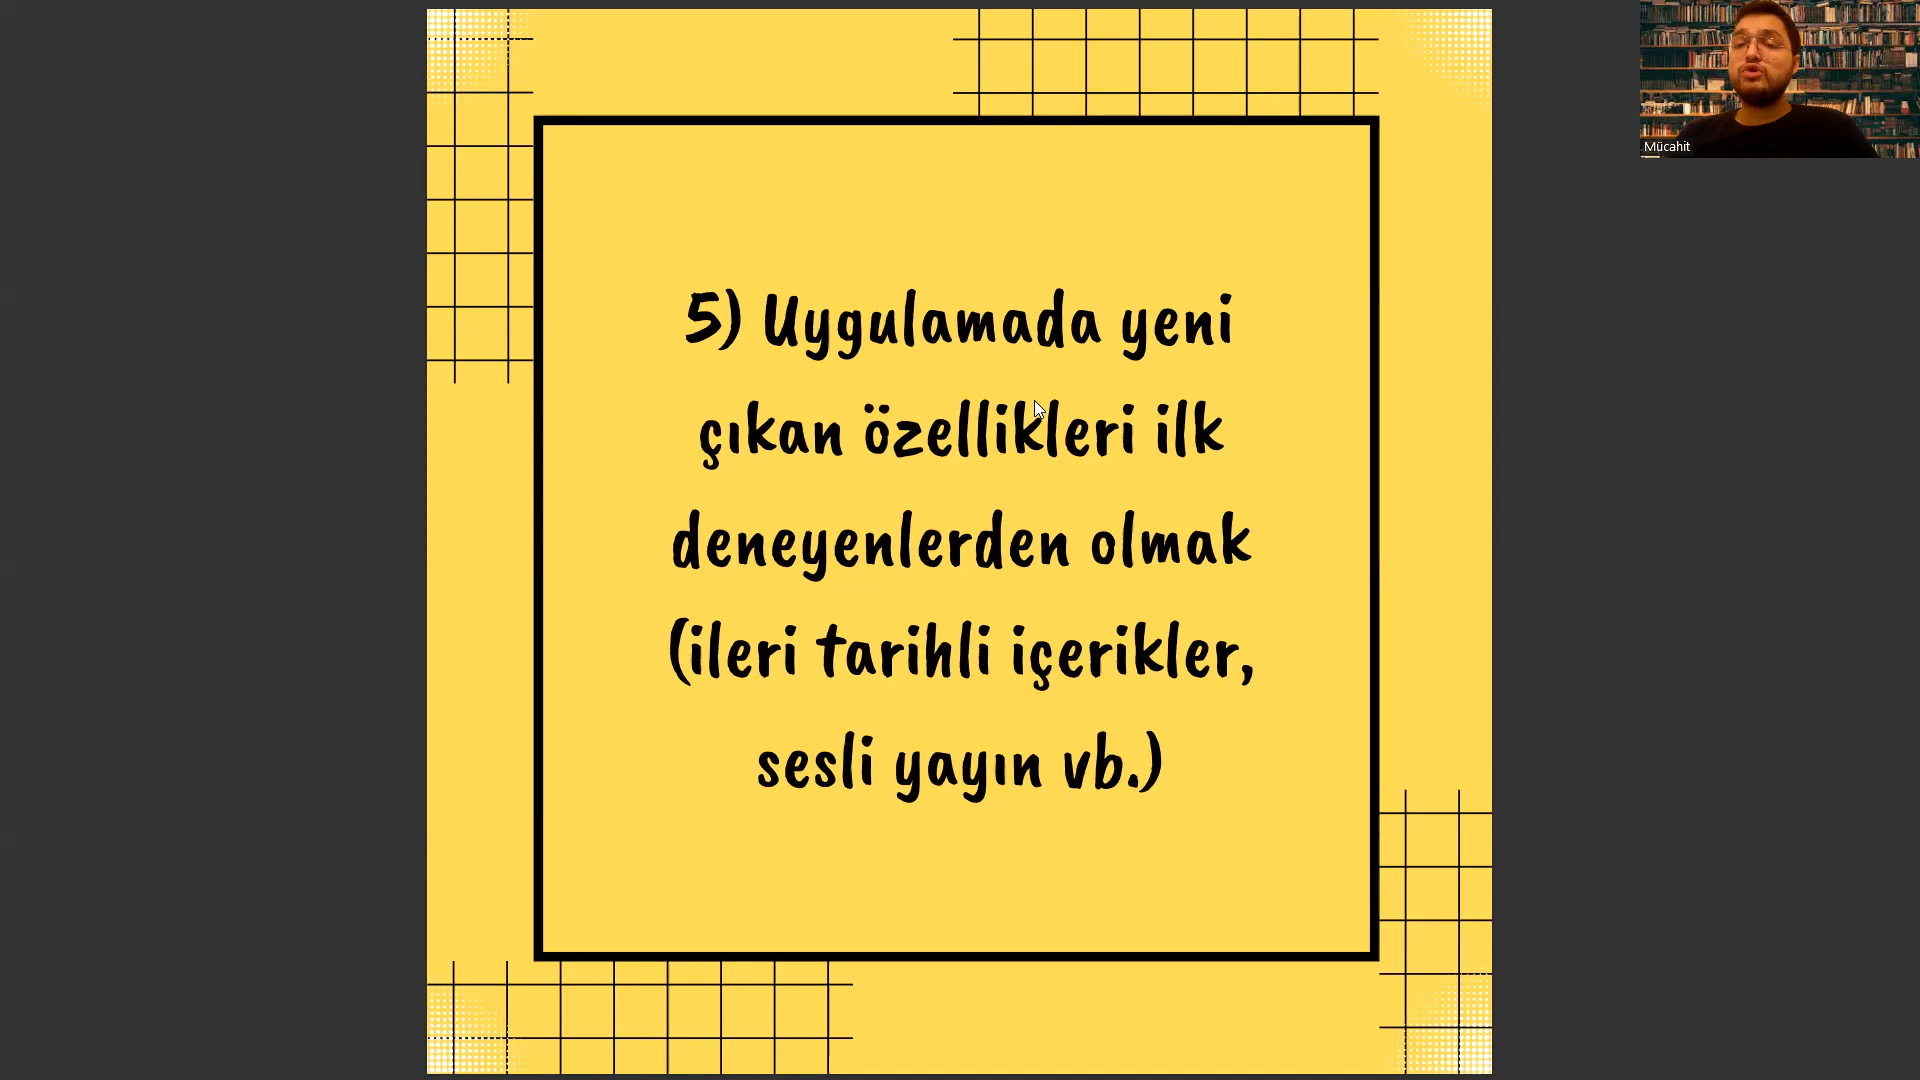 5) Uygulamada yeni
çıkan özellikleri ilk
deneyenlerden olmak
(ileri tarihli içerikler,
sesli yayın vb.)
Mücahit